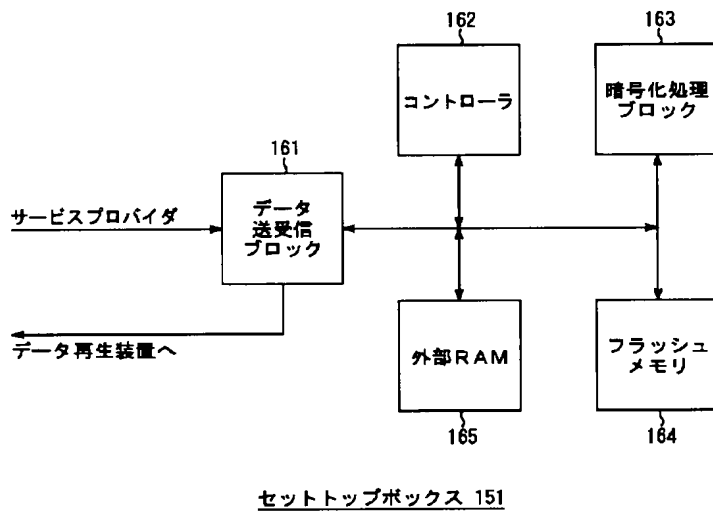 162
163
コントローラ
暗号化処理
ブロック
161
サービスプロバイダ
データ
送受信
ブロック
データ再生装置へ
外部RAM
フラッシュ
メモリ
165
164
セットトップボックス 151